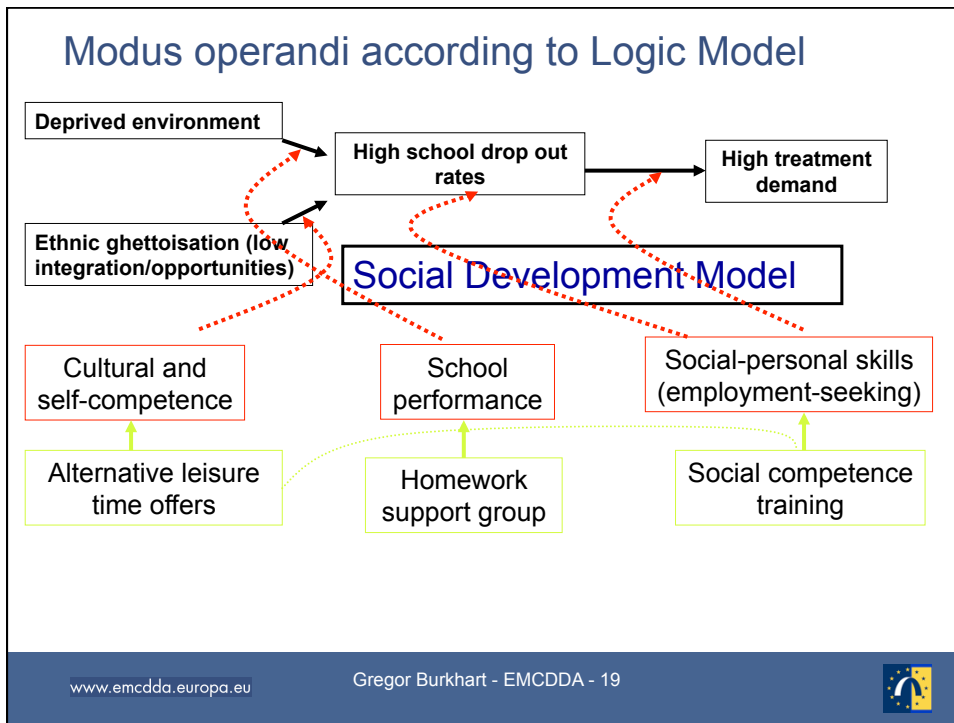 Modus operandi according to Logic Model
Deprived environment
High school drop out
rates
High treatment
demand
Ethnic ghettoisation (low
integration/opportunities)
Social Development Model
Cultural and
self-competence
School
performance
Social-personal skills
(employment-seeking)
Alternative leisure
time offers
Homework
support group
Social competence
training
www.emcdda.europa.eu
Gregor Burkhart - EMCDDA - 19